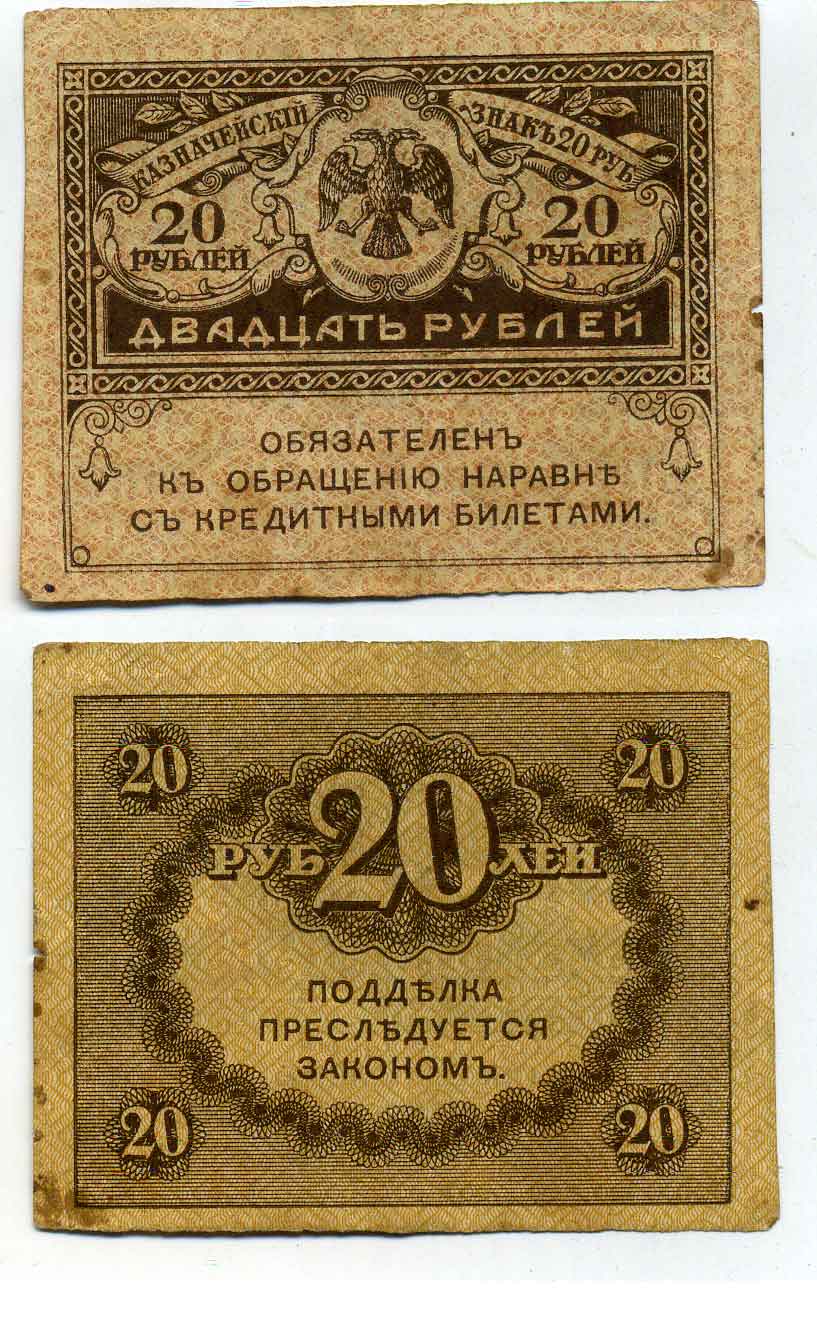 КАЗНАЧЕЙСКІЙ ЗНАКЪ 20 РУБ
20 20
РУБЛЕЙ РУБЛЕЙ
ДВАДЦАТЬ РУБЛЕЙ
ОБЯЗАТЕЛЕНЪ
КЪ ОБРАЩЕНІЮ НАРАВНѢ
СЪ КРЕДИТНЫМИ БИЛЕТАМИ.
20 20
РУБ 20 ЛЕЙ
ПОДДѢЛКА
ПРЕСЛѢДУЕТСЯ
ЗАКОНОМЪ.
20 20